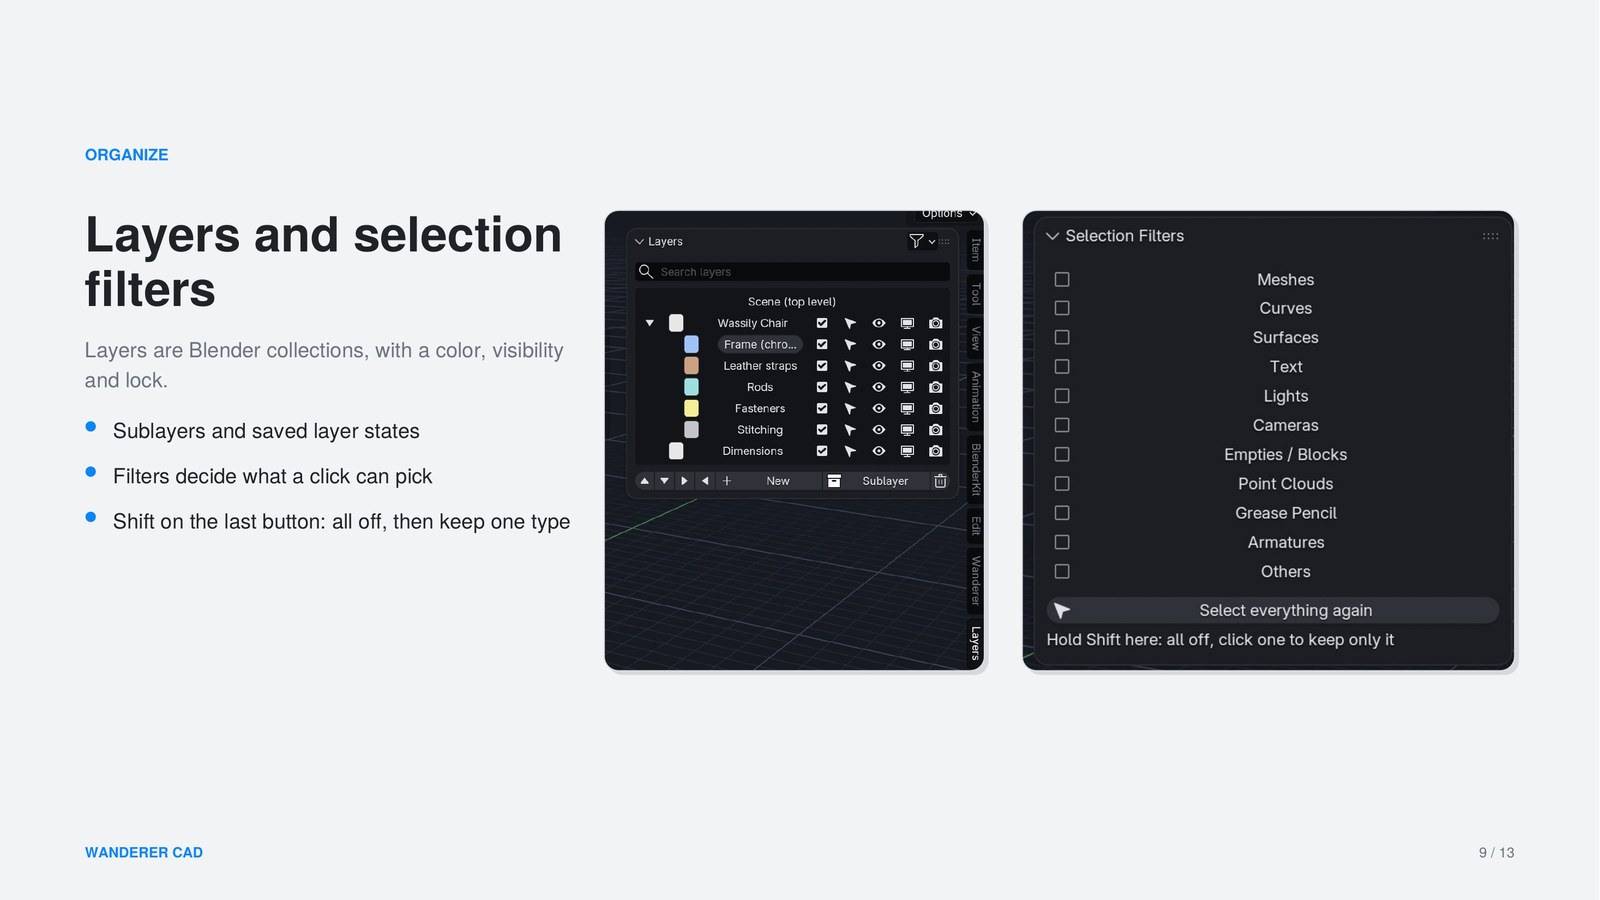 ORGANIZE
Layers and selection
filters
Layers are Blender collections, with a color, visibility
and lock.
Sublayers and saved layer states
Filters decide what a click can pick
Shift on the last button: all off, then keep one type
Options
Layers
Search layers
Scene (top level)
Wassily Chair
Frame (chro...
Leather straps
Rods
Fasteners
Stitching
Dimensions
New
Sublayer
Item
Tool
View
Animation
BlenderKit
Edit
Wanderer
Layers
Selection Filters
Meshes
Curves
Surfaces
Text
Lights
Cameras
Empties / Blocks
Point Clouds
Grease Pencil
Armatures
Others
Select everything again
Hold Shift here: all off, click one to keep only it
WANDERER CAD
9 / 13